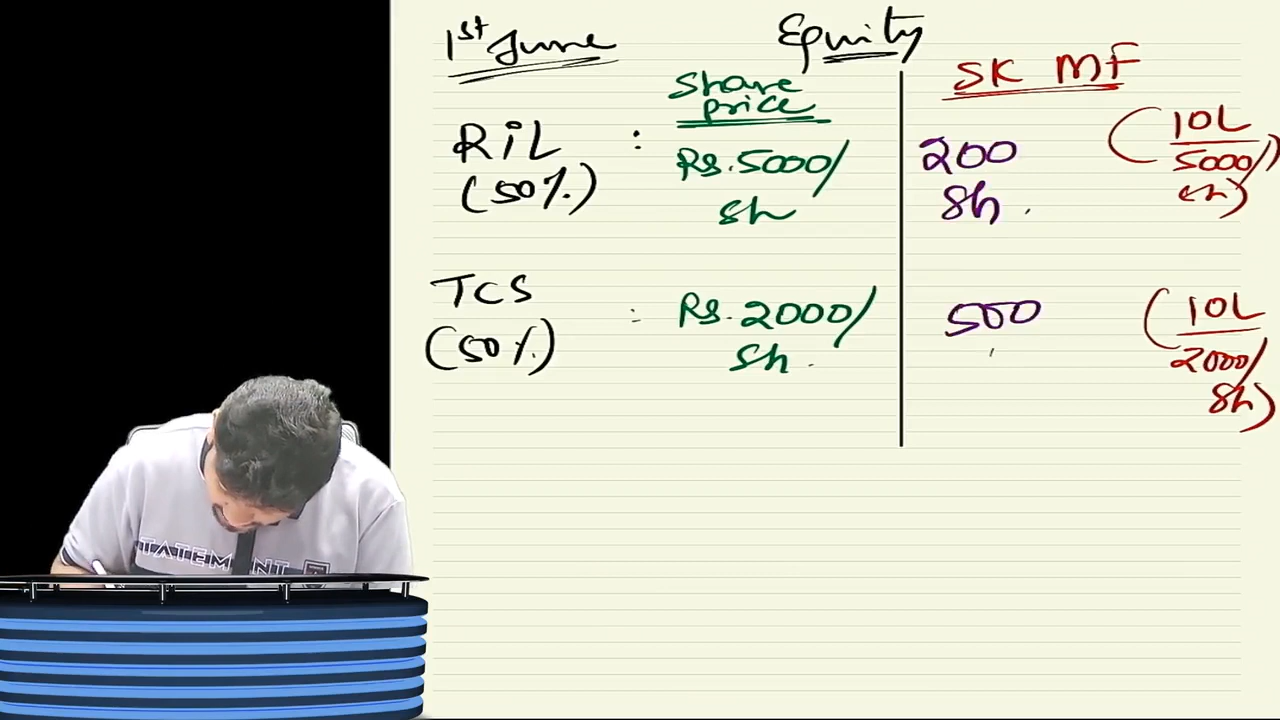 1st June
Equity
SK MF
Share
price
RIL :
(50%)
Rs.5000/
sh
200
sh.
(10L
5000/
sh)
TCS :
(50%)
Rs.2000/
sh.
500
(10L
2000/
sh)
TATEMENT